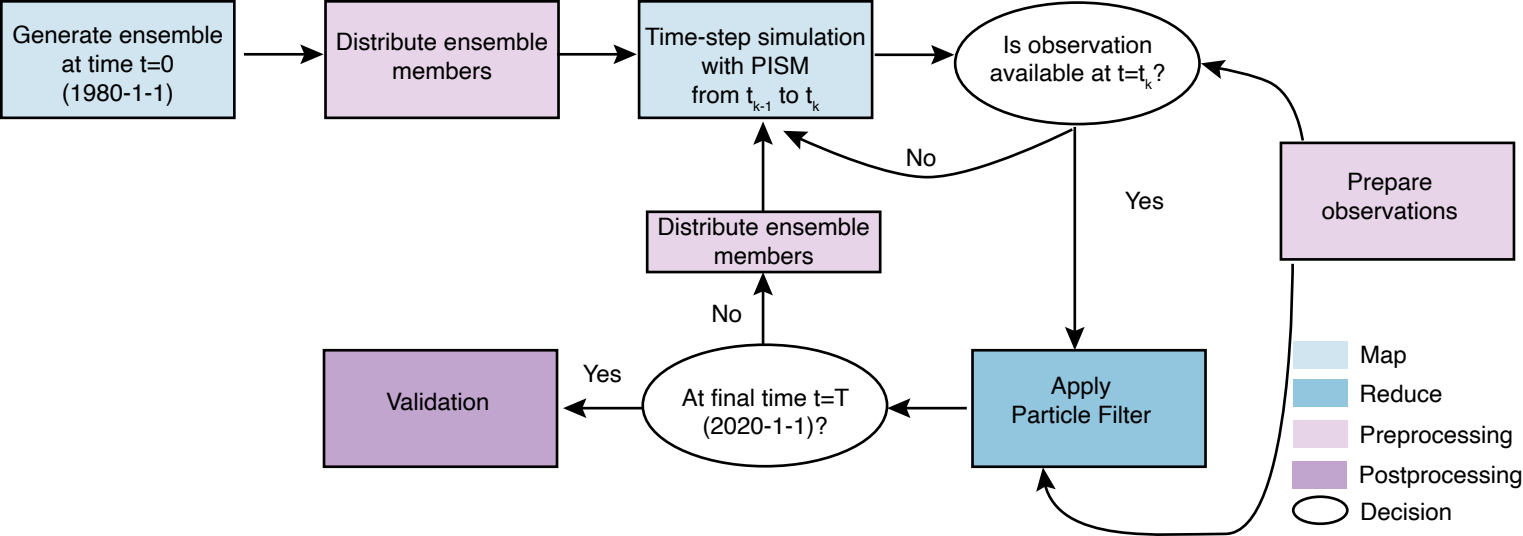 Generate ensemble
at time t=0
(1980-1-1)
Distribute ensemble
members
Time-step simulation
with PISM
from tk-1 to tk
Is observation
available at t=tk?
No
Yes
Prepare
observations
Distribute ensemble
members
No
Validation
Yes
At final time t=T
(2020-1-1)?
Apply
Particle Filter
Map
Reduce
Preprocessing
Postprocessing
Decision